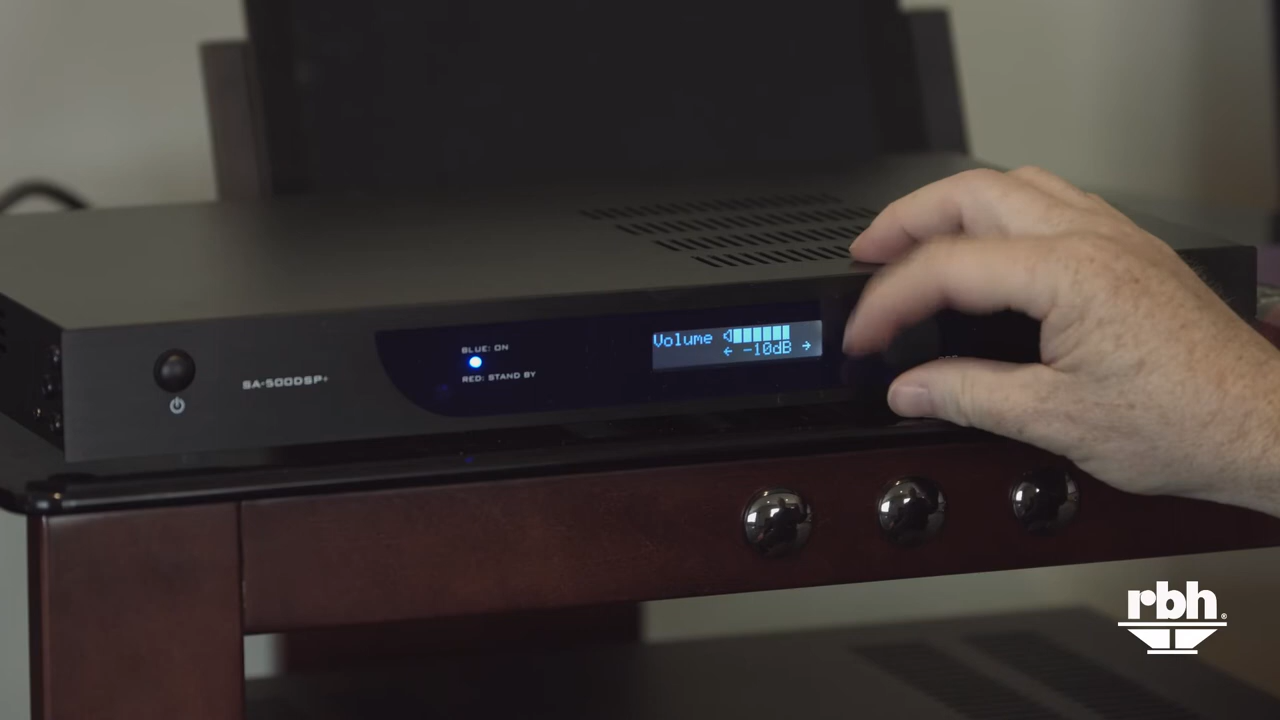 SA-500DSP+
BLUE: ON
RED: STAND BY
Volume
← -10dB →
rbh®